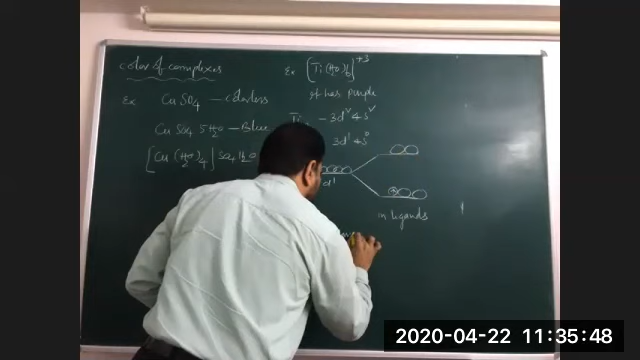 color of complexes
Ex CuSO4 — colorless
CuSO4 5H2O — Blue
[Cu(H2O)4] SO4 H2O
Ex [Ti(H2O)6]+3
it has purple
Ti — 3d2 4s2
3d1 4s0
d1
in ligands
2020-04-22 11:35:48